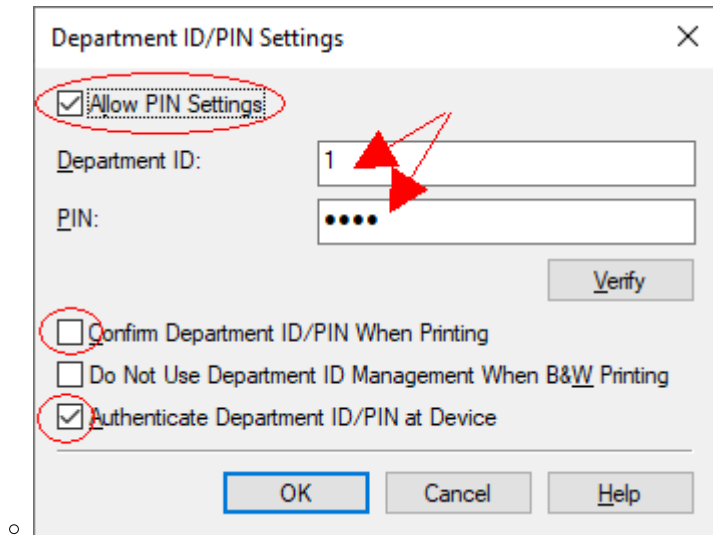 Department ID/PIN Settings
Allow PIN Settings
Department ID: 1
PIN: ••••
Verify
Confirm Department ID/PIN When Printing
Do Not Use Department ID Management When B&W Printing
Authenticate Department ID/PIN at Device
OK Cancel Help